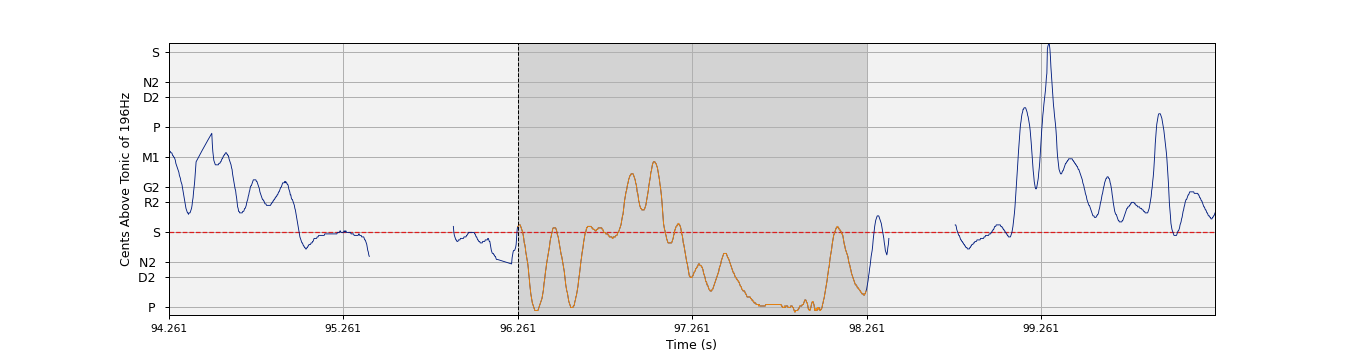 S
N2
D2
P
M1
G2
R2
S
N2
D2
P
Cents Above Tonic of 196Hz
94.261 95.261 96.261 97.261 98.261 99.261
Time (s)